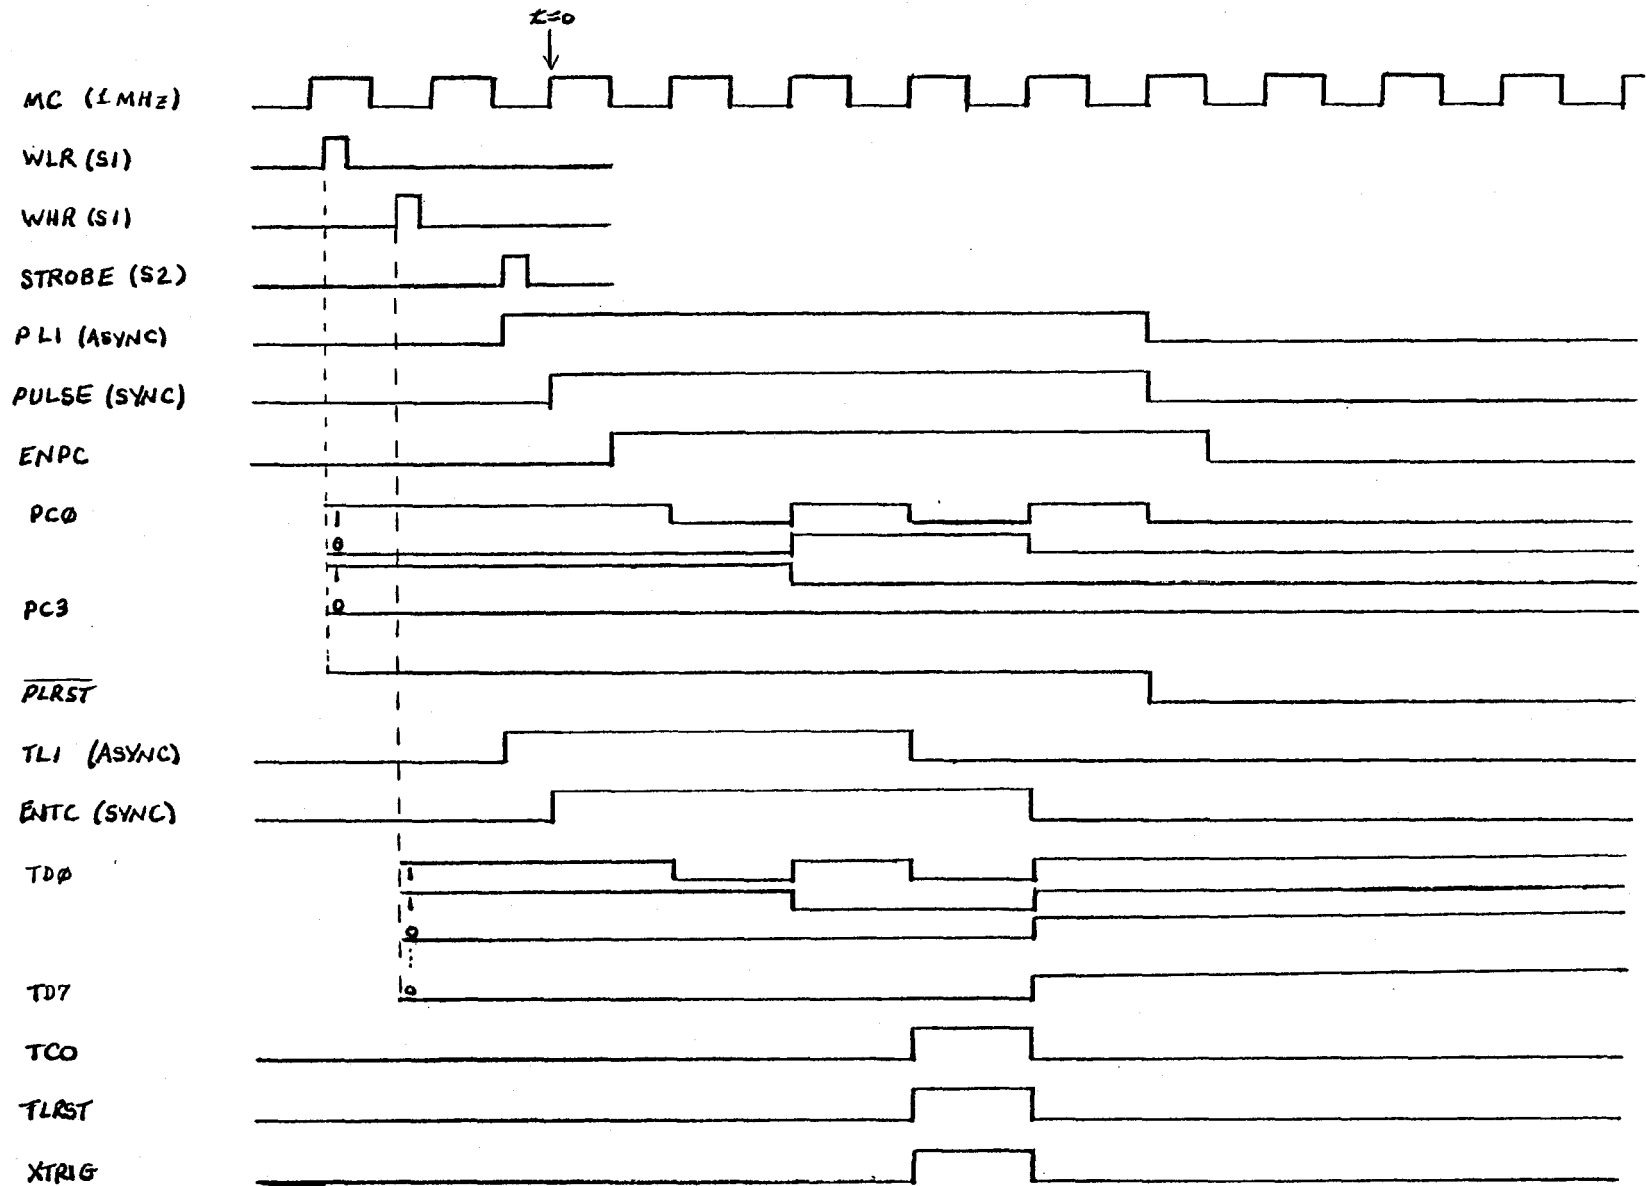 t=0
MC (1MHz)
WLR (S1)
WHR (S1)
STROBE (S2)
PL1 (ASYNC)
PULSE (SYNC)
ENPC
PCØ
1
0
1
PC3
0
PLRST
TL1 (ASYNC)
ENTC (SYNC)
TDØ
1
1
0
TD7
0
TCO
TLRST
XTRIG